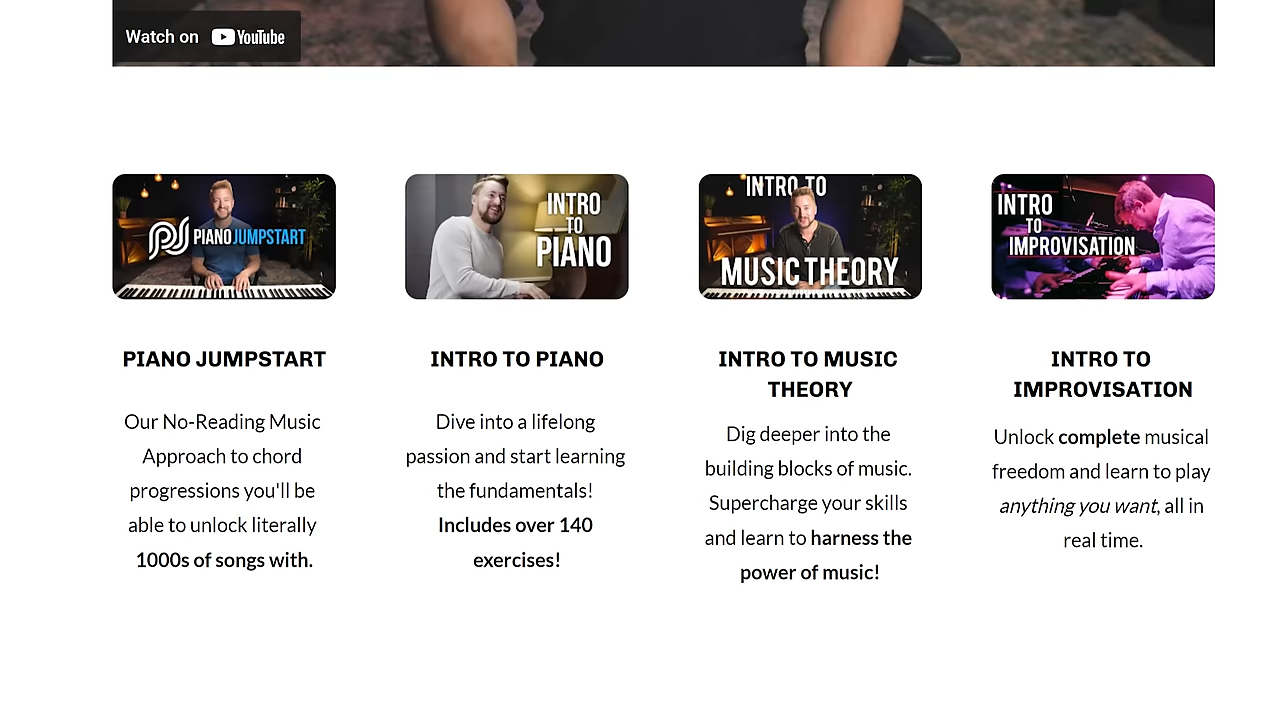 Watch on YouTube
PIANO JUMPSTART
INTRO
TO
PIANO
INTRO TO
MUSIC THEORY
INTRO
TO
IMPROVISATION
PIANO JUMPSTART
Our No-Reading Music
Approach to chord
progressions you'll be
able to unlock literally
1000s of songs with.
INTRO TO PIANO
Dive into a lifelong
passion and start learning
the fundamentals!
Includes over 140
exercises!
INTRO TO MUSIC
THEORY
Dig deeper into the
building blocks of music.
Supercharge your skills
and learn to harness the
power of music!
INTRO TO
IMPROVISATION
Unlock complete musical
freedom and learn to play
anything you want, all in
real time.